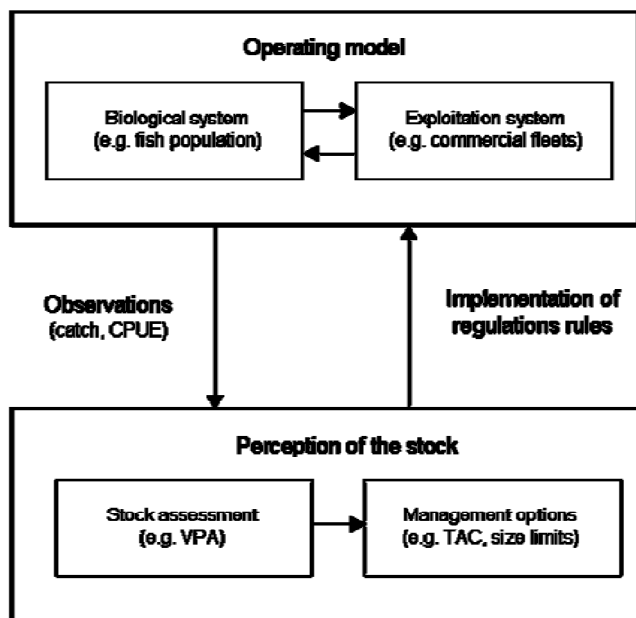 Operating model
Biological system
(e.g. fish population)
Exploitation system
(e.g. commercial fleets)
Observations
(catch, CPUE)
Implementation of
regulations rules
Perception of the stock
Stock assessment
(e.g. VPA)
Management options
(e.g. TAC, size limits)